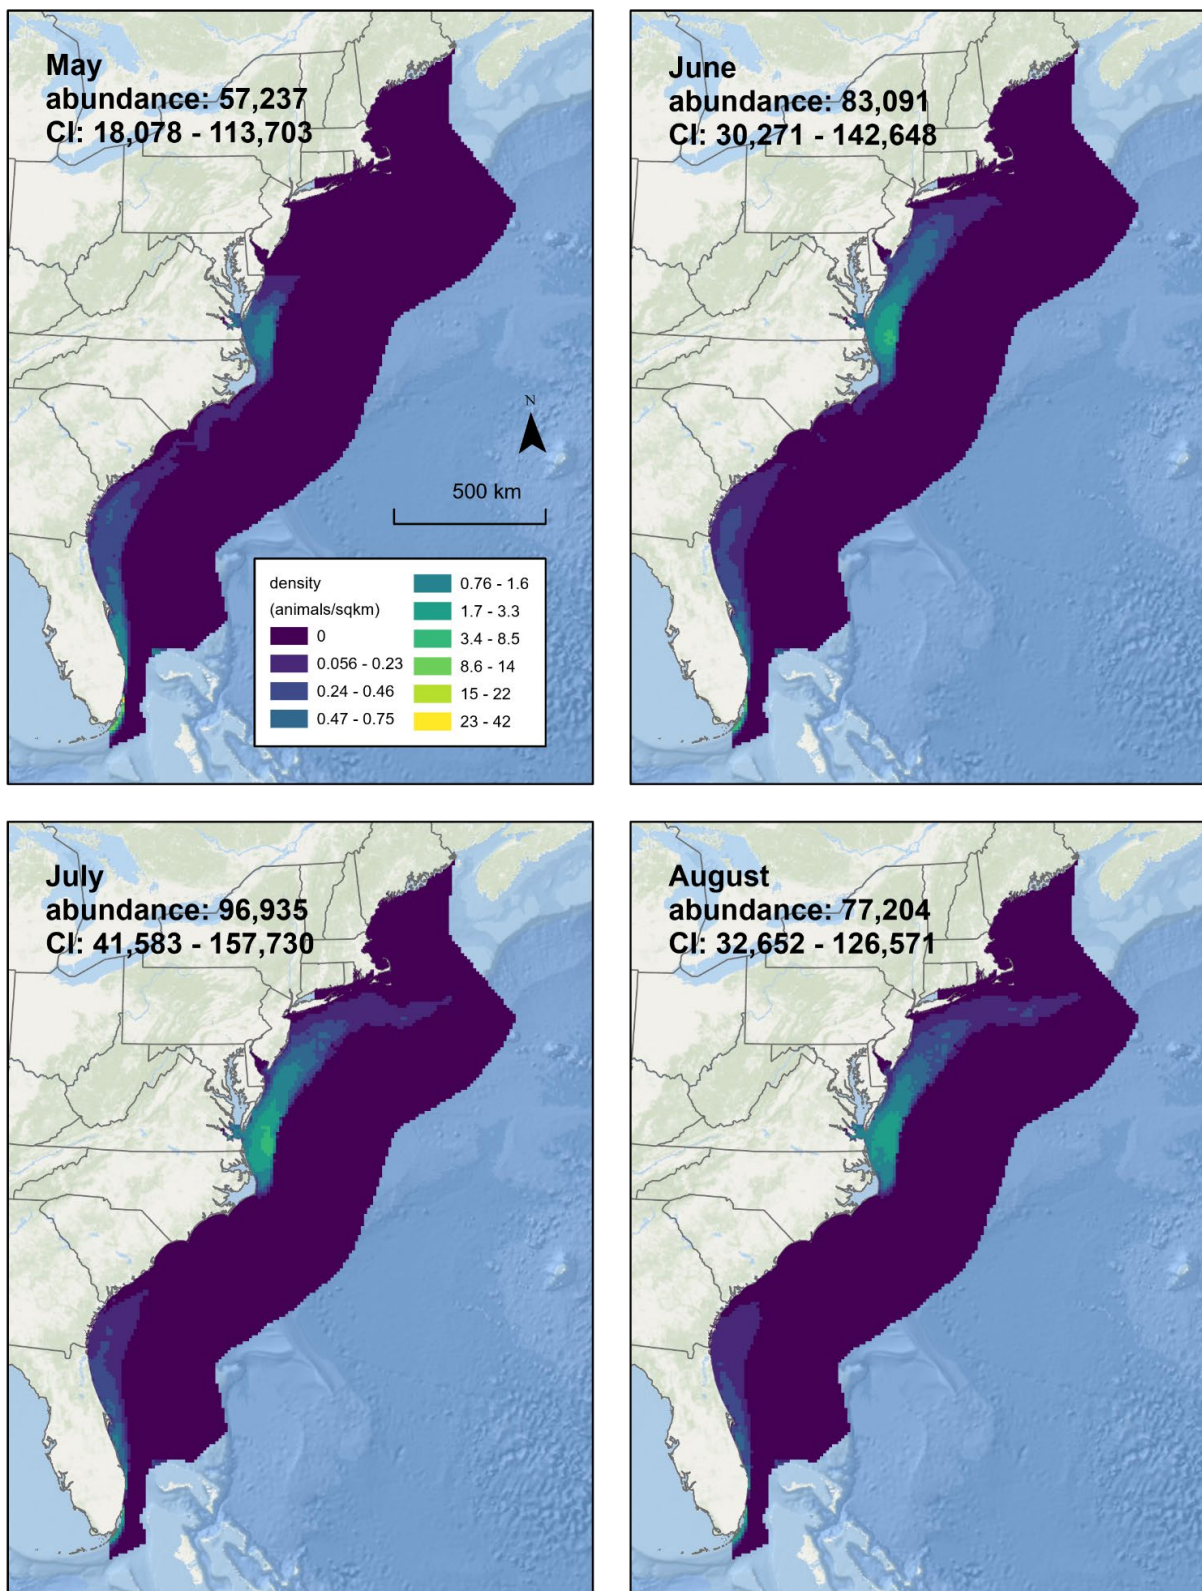 May
abundance: 57,237
CI: 18,078 - 113,703
June
abundance: 83,091
CI: 30,271 - 142,648
N
500 km
density
(animals/sqkm)
0
0.056 - 0.23
0.24 - 0.46
0.47 - 0.75
0.76 - 1.6
1.7 - 3.3
3.4 - 8.5
8.6 - 14
15 - 22
23 - 42
July
abundance: 96,935
CI: 41,583 - 157,730
August
abundance: 77,204
CI: 32,652 - 126,571